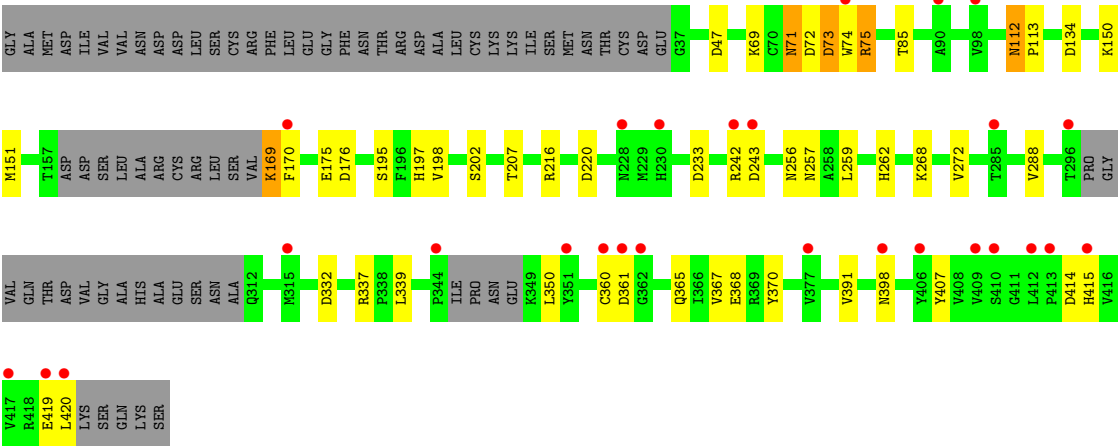 GLY ALA MET ASP ILE VAL VAL ASN ASP ASP LEU SER CYS ARG PHE LEU GLU GLY PHE ASN THR ARG ASP ALA LEU CYS LYS LYS ILE SER MET ASN THR CYS ASP GLU G37 D47 K69 C70 N71 D72 D73 W74 R75 T85 A90 V98 N112 P113 D134 K150
M151 T157 ASP ASP SER LEU ALA ARG CYS ARG LEU SER VAL K169 F170 E175 D176 S195 F196 H197 V198 S202 T207 R216 D220 N228 M229 H230 D233 R242 D243 N256 N257 A258 L259 H262 K268 V272 T285 V288 T296 PRO GLY
VAL GLN THR ASP VAL GLY ALA HIS ALA GLU SER ASN ALA Q312 M315 D332 R337 P338 L339 P344 ILE PRO ASN GLU K349 L350 Y351 C360 D361 G362 Q365 I366 V367 E368 R369 Y370 V377 V391 N398 Y406 Y407 V408 V409 S410 G411 L412 P413 D414 H415 V416
V417 R418 E419 L420 LYS SER GLN LYS SER